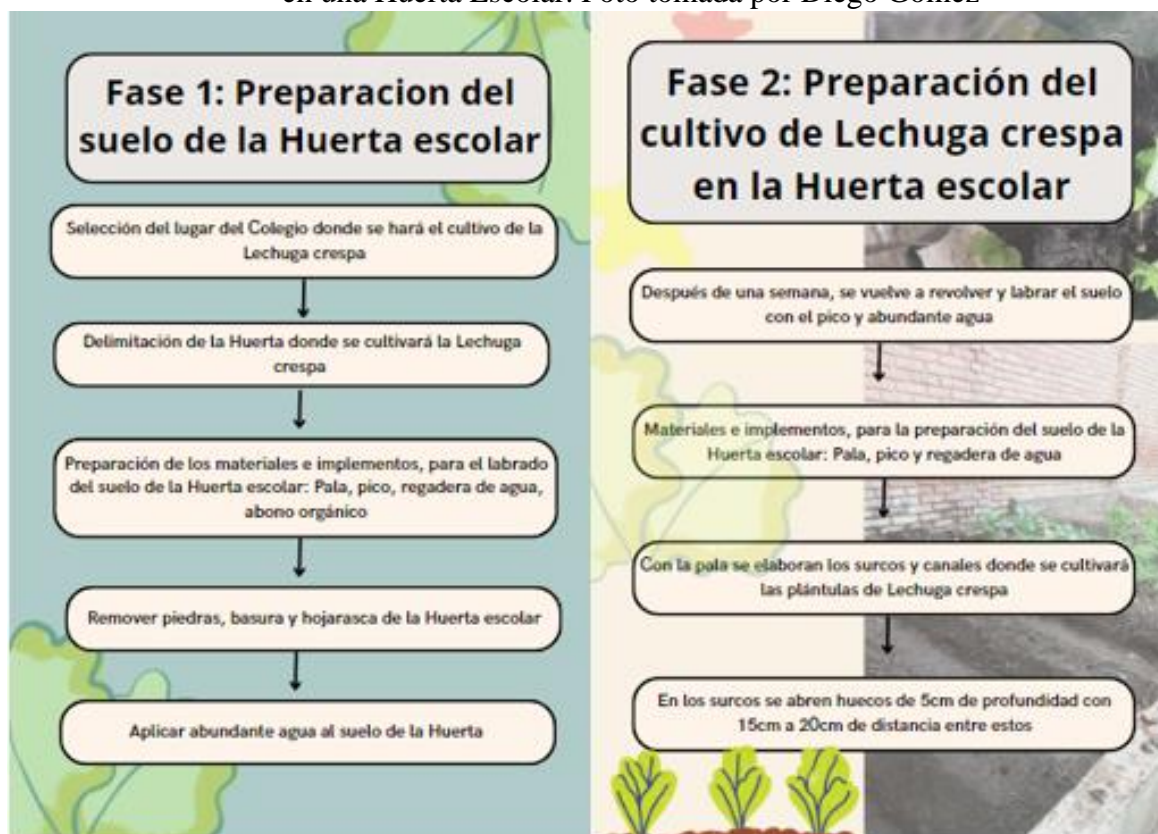 en una Huerta Escolar. Foto tomada por Diego Gómez
Fase 1: Preparacion del
suelo de la Huerta escolar
Selección del lugar del Colegio donde se hará el cultivo de la
Lechuga crespa
Delimitación de la Huerta donde se cultivará la Lechuga
crespa
Preparación de los materiales e implementos, para el labrado
del suelo de la Huerta escolar: Pala, pico, regadera de agua,
abono orgánico
Remover piedras, basura y hojarasca de la Huerta escolar
Aplicar abundante agua al suelo de la Huerta
Fase 2: Preparación del
cultivo de Lechuga crespa
en la Huerta escolar
Después de una semana, se vuelve a revolver y labrar el suelo
con el pico y abundante agua
Materiales e implementos, para la preparación del suelo de la
Huerta escolar: Pala, pico y regadera de agua
Con la pala se elaboran los surcos y canales donde se cultivará
las plántulas de Lechuga crespa
En los surcos se abren huecos de 5cm de profundidad con
15cm a 20cm de distancia entre estos